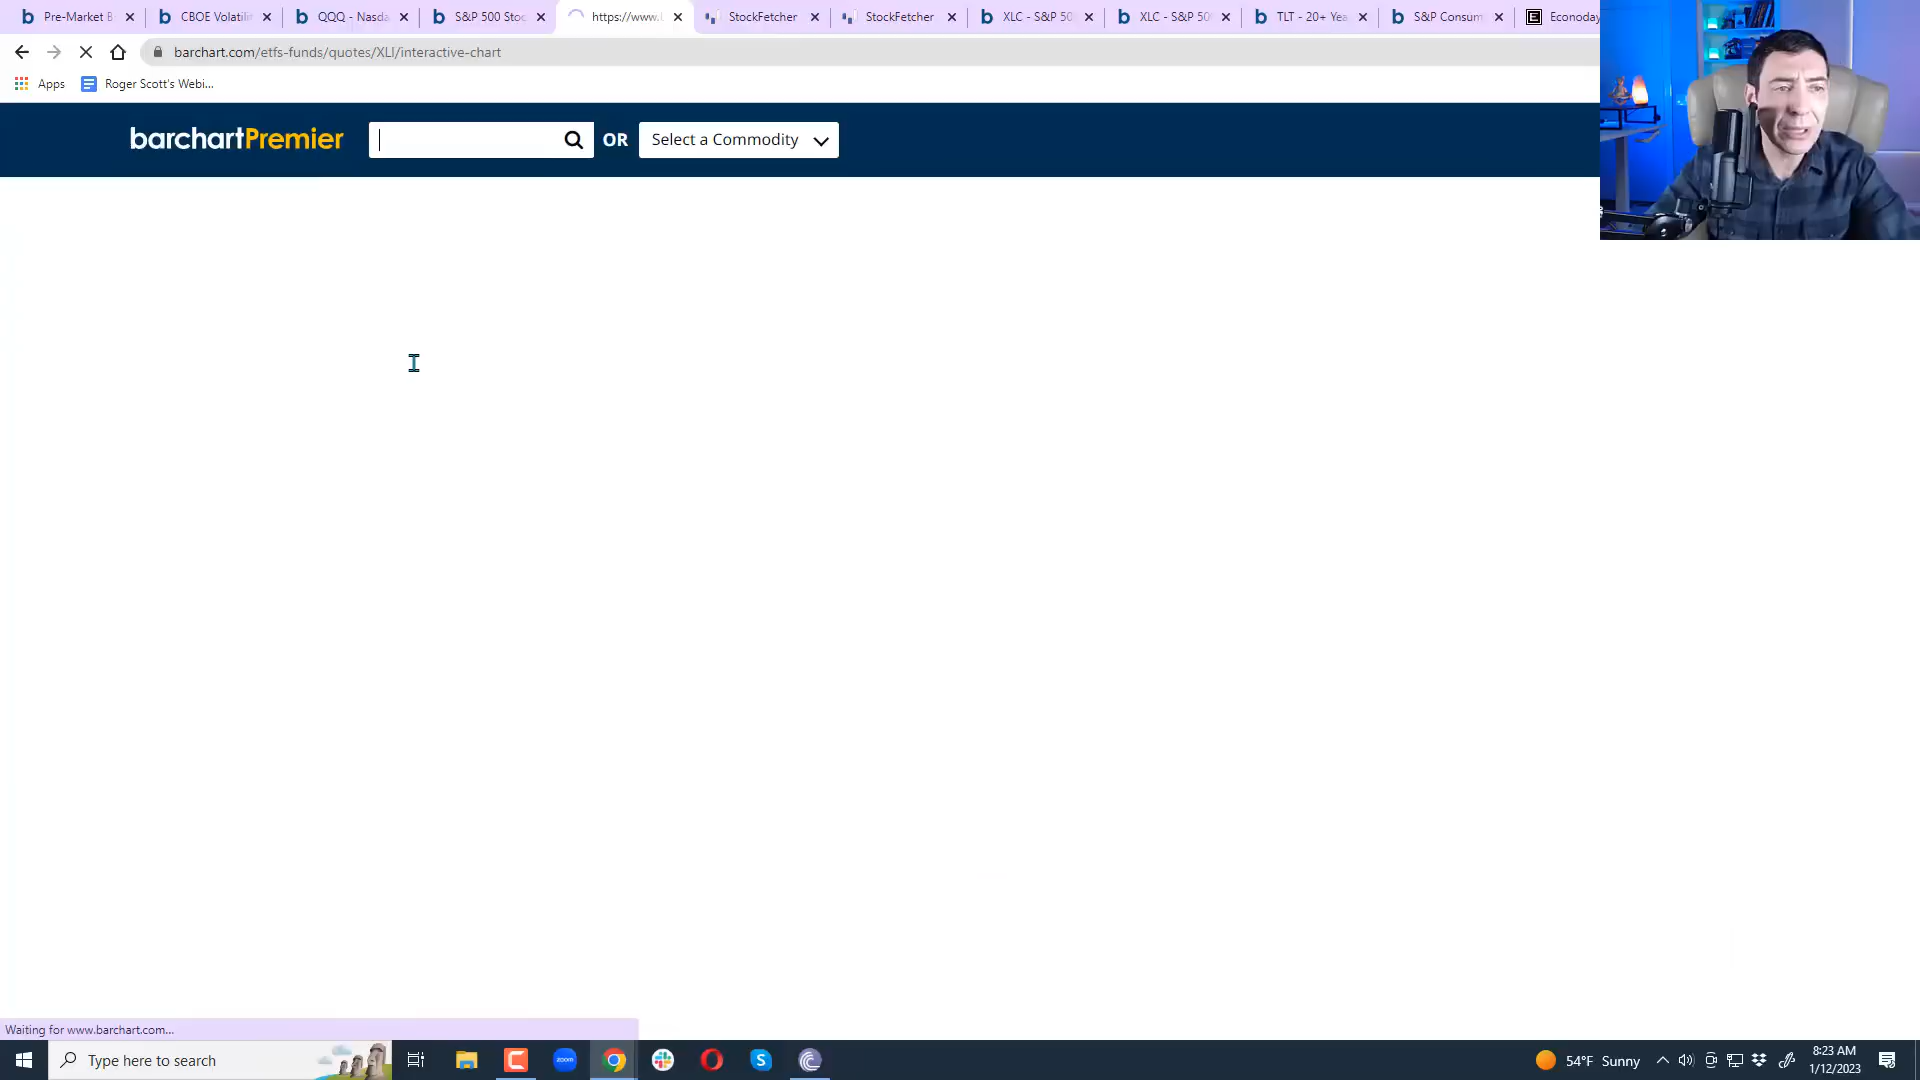 Pre-Market B
CBOE Volatili
QQQ - Nasda
S&P 500 Stoc
https://www.
StockFetcher
StockFetcher
XLC - S&P 50
XLC - S&P 50
TLT - 20+ Yea
S&P Consum
Econoday
barchart.com/etfs-funds/quotes/XLI/interactive-chart
Apps
Roger Scott's Webi...
barchartPremier
OR
Select a Commodity
Waiting for www.barchart.com...
Type here to search
zoom
54°F Sunny
8:23 AM
1/12/2023